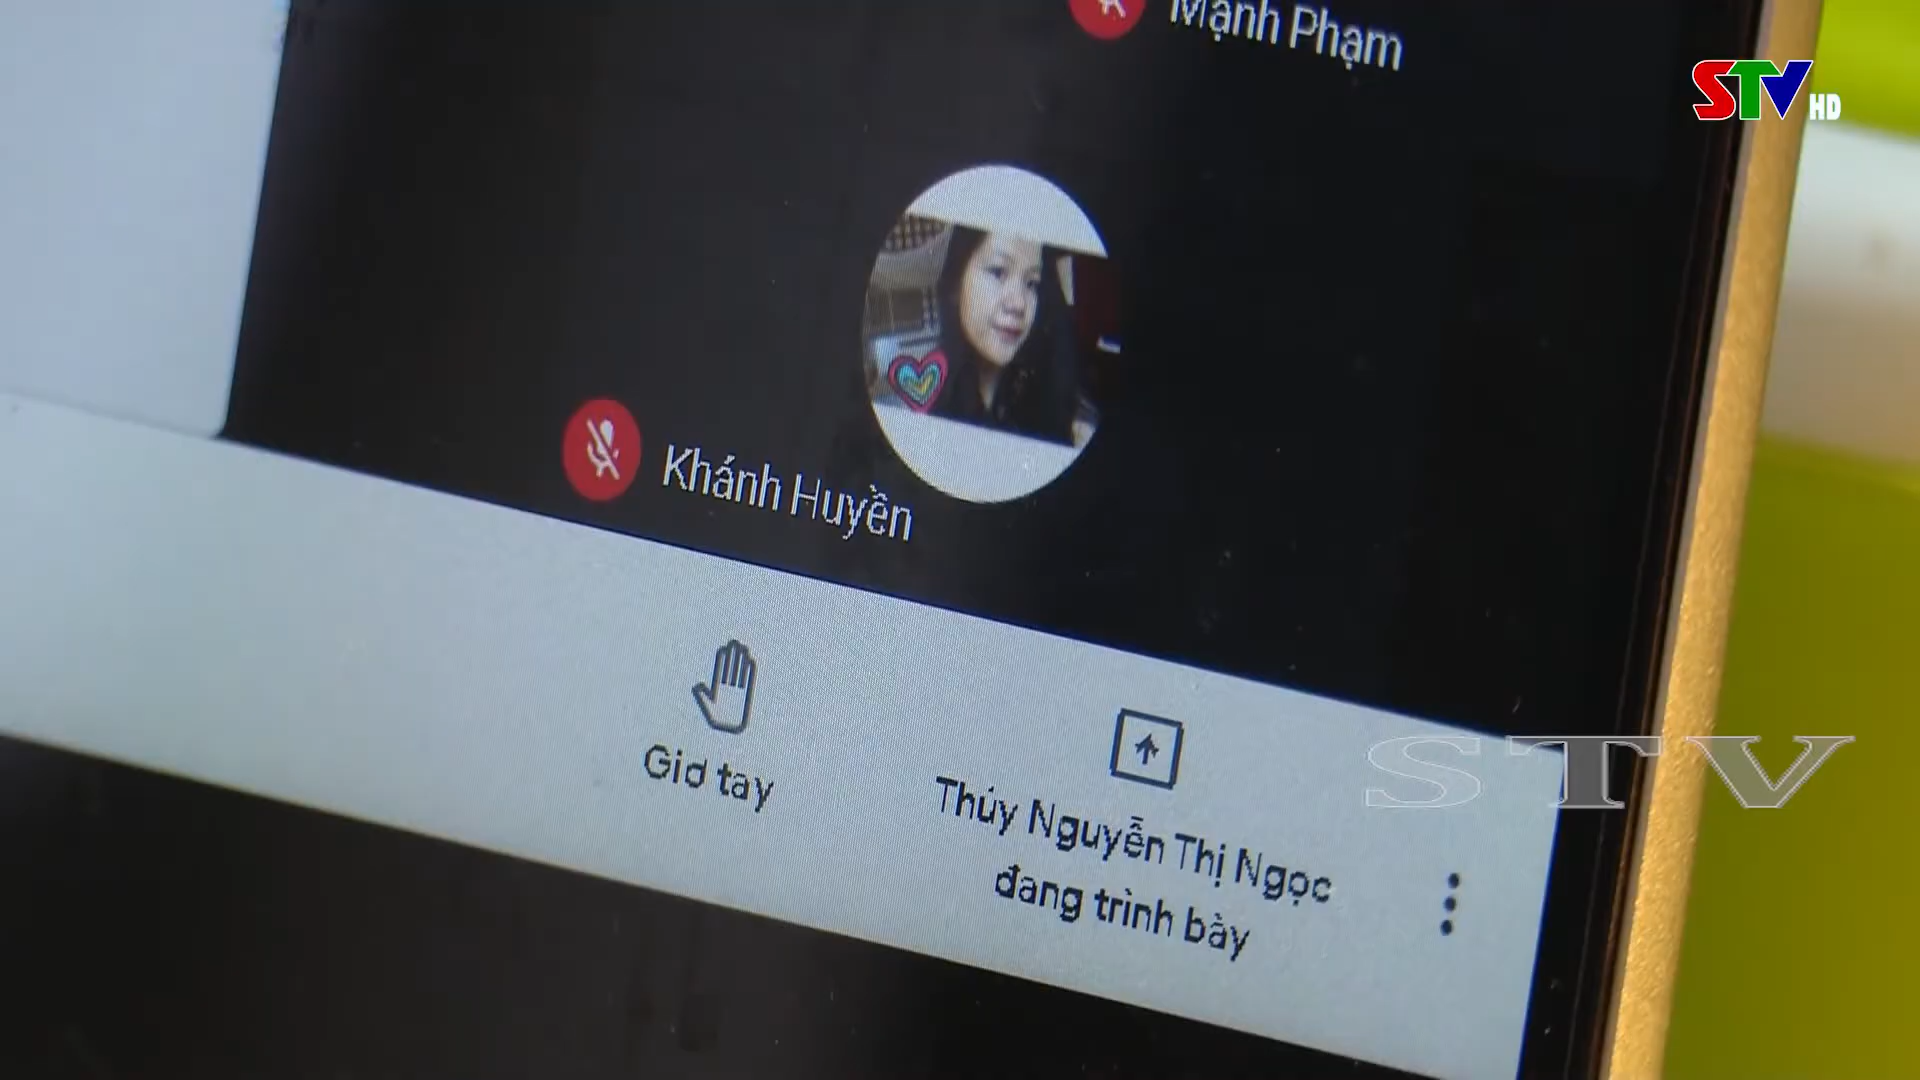 Mạnh Phạm
STV HD
Khánh Huyền
Giơ tay
STV
Thúy Nguyễn Thị Ngọc
đang trình bày